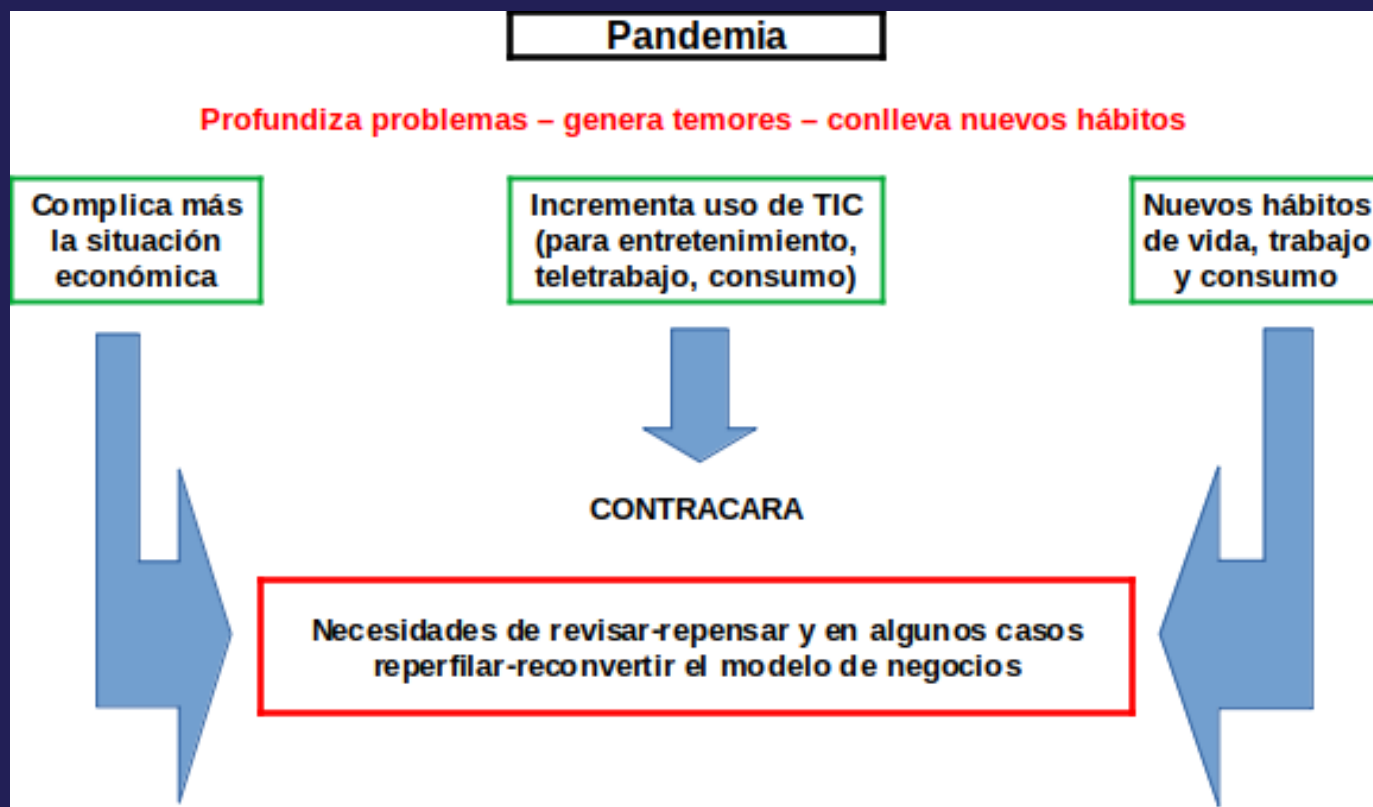 Pandemia
Profundiza problemas – genera temores – conlleva nuevos hábitos
Complica más
la situación
económica
Incrementa uso de TIC
(para entretenimiento,
teletrabajo, consumo)
Nuevos hábitos
de vida, trabajo
y consumo
CONTRACARA
Necesidades de revisar-repensar y en algunos casos
reperfilar-reconvertir el modelo de negocios